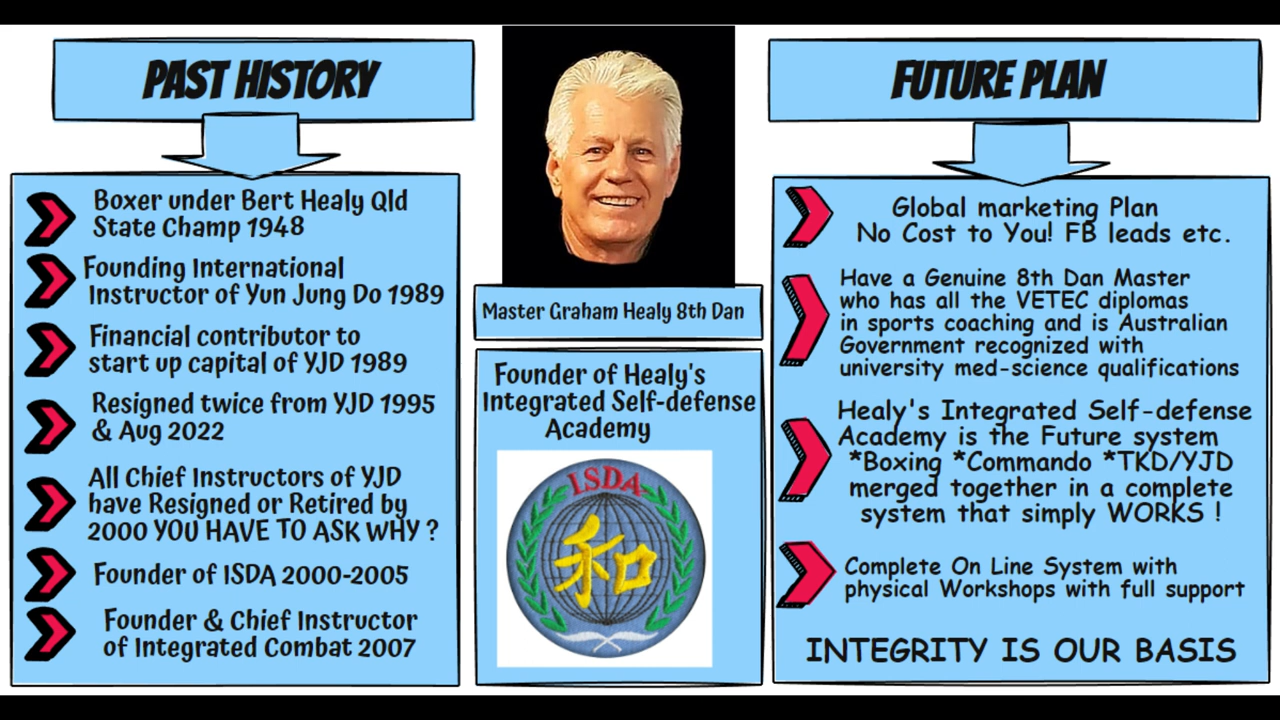 PAST HISTORY
Boxer under Bert Healy Qld
State Champ 1948
Founding International
Instructor of Yun Jung Do 1989
Financial contributor to
start up capital of YJD 1989
Resigned twice from YJD 1995
& Aug 2022
All Chief Instructors of YJD
have Resigned or Retired by
2000 YOU HAVE TO ASK WHY ?
Founder of ISDA 2000-2005
Founder & Chief Instructor
of Integrated Combat 2007
Master Graham Healy 8th Dan
Founder of Healy's
Integrated Self-defense
Academy
ISDA
和
FUTURE PLAN
Global marketing Plan
No Cost to You! FB leads etc.
Have a Genuine 8th Dan Master
who has all the VETEC diplomas
in sports coaching and is Australian
Government recognized with
university med-science qualifications
Healy's Integrated Self-defense
Academy is the Future system
*Boxing *Commando *TKD/YJD
merged together in a complete
system that simply WORKS !
Complete On Line System with
physical Workshops with full support
INTEGRITY IS OUR BASIS